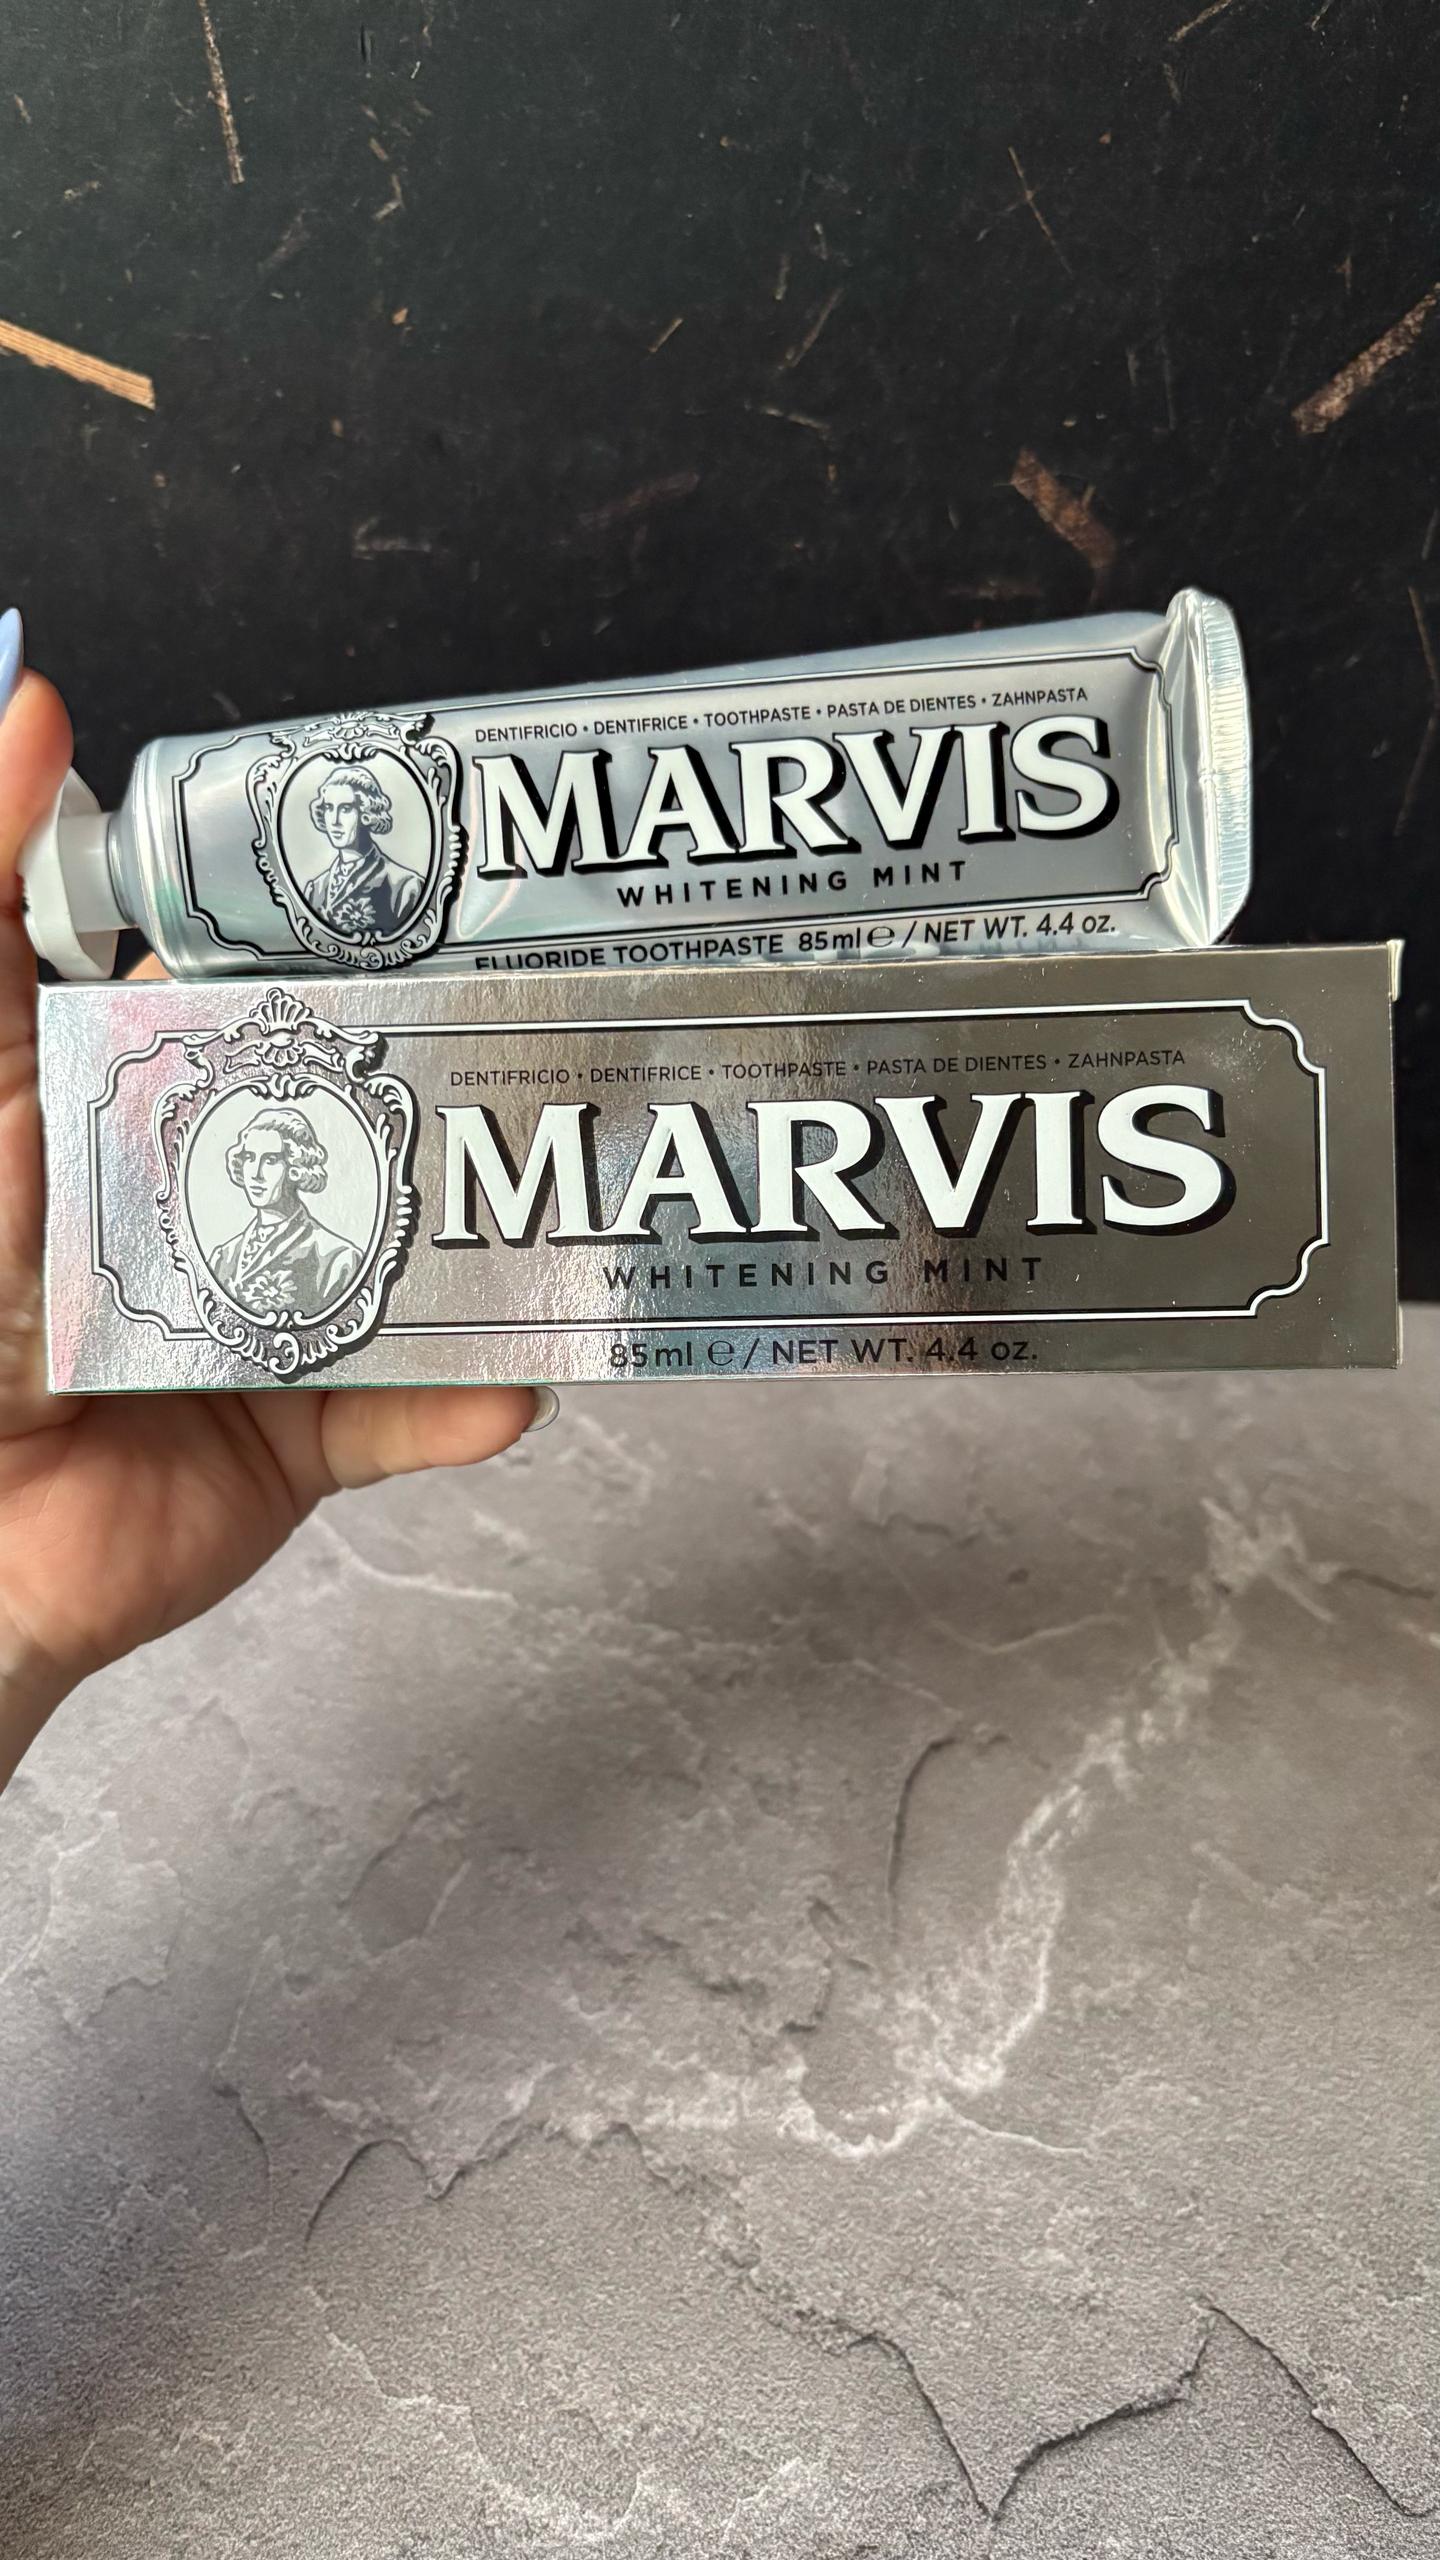 DENTIFRICIO • DENTIFRICE • TOOTHPASTE • PASTA DE DIENTES • ZAHNPASTA
MARVIS
WHITENING MINT
FLUORIDE TOOTHPASTE 85ml ℮ / NET WT. 4.4 oz.
DENTIFRICIO • DENTIFRICE • TOOTHPASTE • PASTA DE DIENTES • ZAHNPASTA
MARVIS
WHITENING MINT
85ml ℮ / NET WT. 4.4 oz.